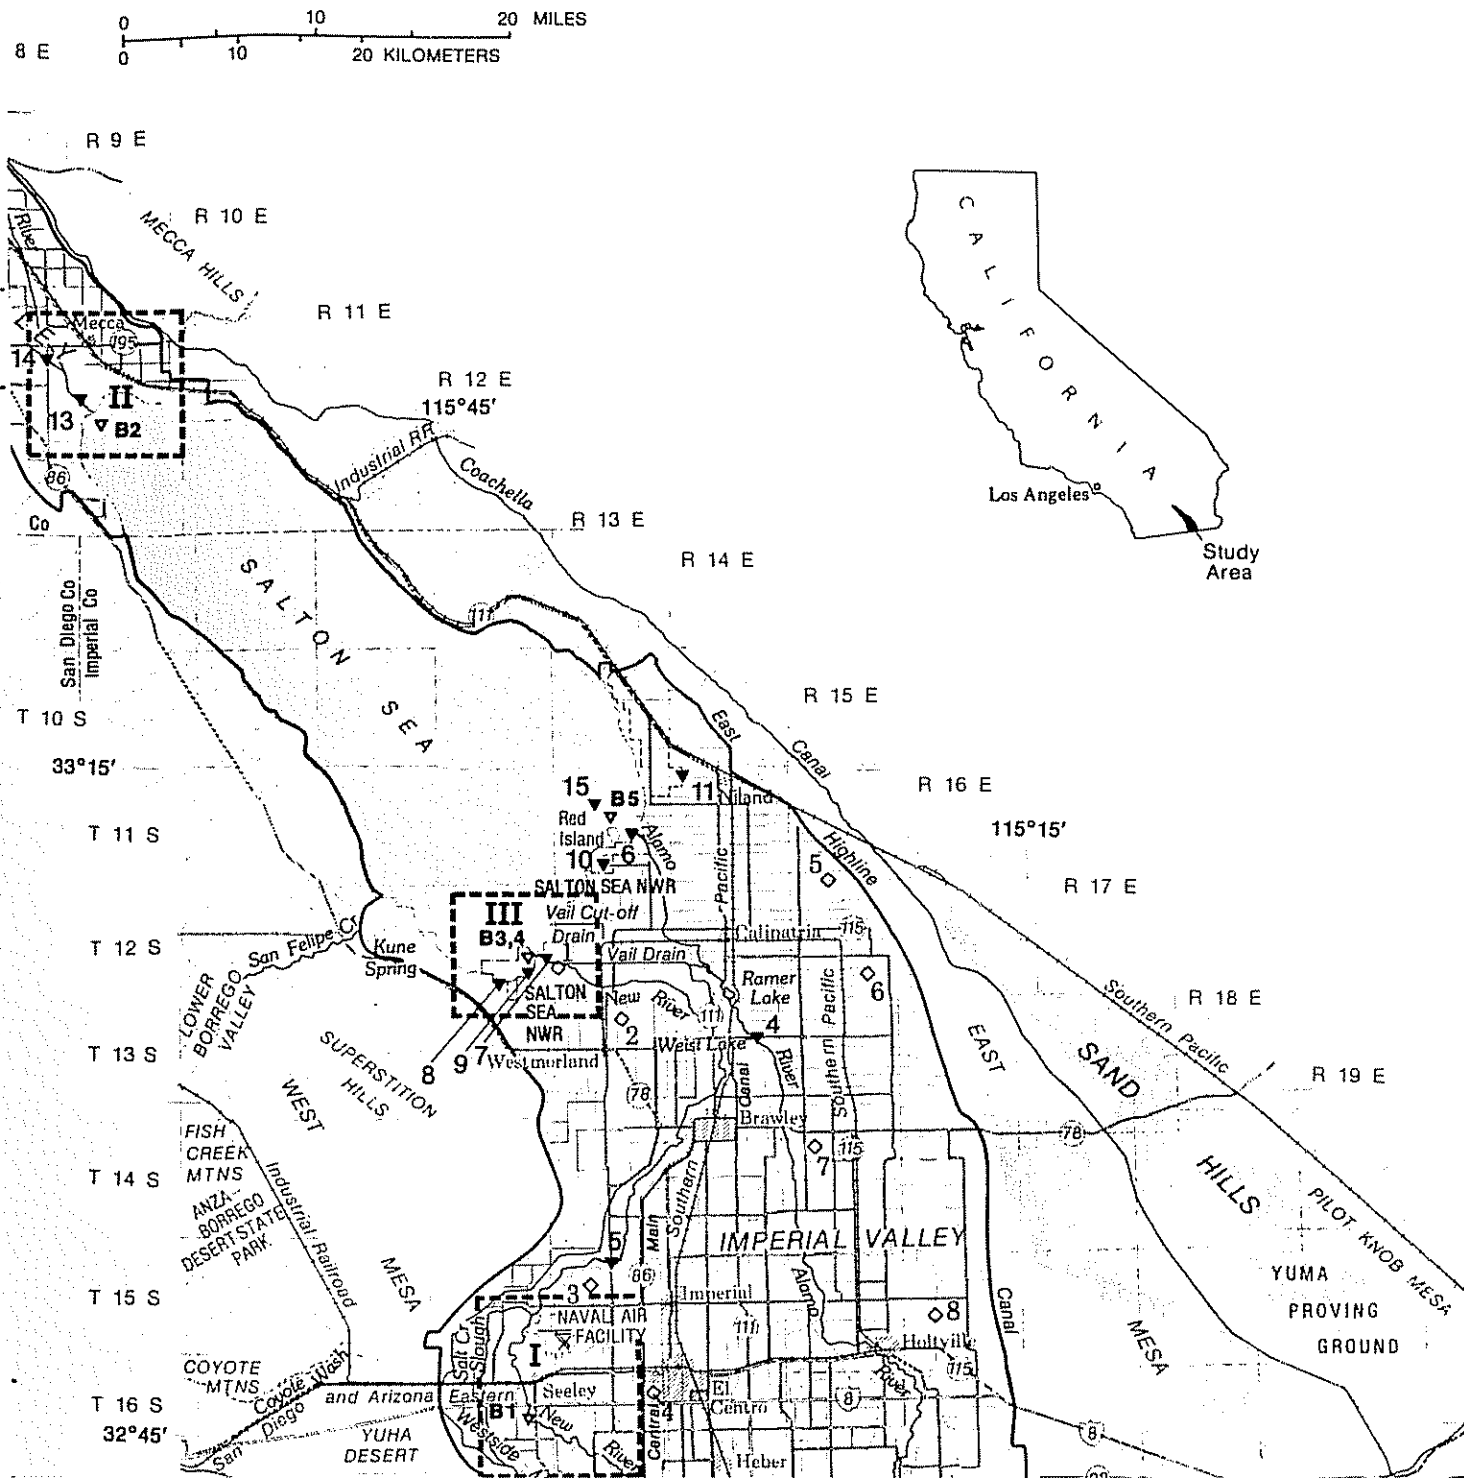 0 10 20 MILES
0 10 20 KILOMETERS
8 E
R 9 E
R 10 E
MECCA HILLS
River
R 11 E
Mecca
195
14
II
13
B2
R 12 E
115°45′
Industrial RR
Coachella
86
Co
San Diego Co
Imperial Co
R 13 E
R 14 E
SALTON SEA
111
R 15 E
T 10 S
33°15′
East
Canal
CALIFORNIA
Los Angeles
Study
Area
15
B5
11
Niland
R 16 E
115°15′
T 11 S
Red
Island
10
6
Alamo
Pacific
5
Highline
R 17 E
SALTON SEA NWR
III
Vail Cut-off
Drain
B3,4
Calipatria
115
T 12 S
San Felipe Cr
Kune
Spring
Vail Drain
LOWER
BORREGO
VALLEY
SALTON
SEA
NWR
New
River
2
Ramer
Lake
111
Southern Pacific
6
Southern Pacific
R 18 E
T 13 S
SUPERSTITION
HILLS
8
9
7
Westmorland
Weist Lake
4
River
EAST
SAND
R 19 E
WEST
78
Canal
Brawley
78
FISH
CREEK
MTNS
T 14 S
ANZA-
BORREGO
DESERT STATE
PARK
Industrial Railroad
7
115
Southern
Main
HILLS
PILOT KNOB MESA
IMPERIAL VALLEY
5
MESA
86
3
Alamo
YUMA
PROVING
GROUND
T 15 S
Imperial
8
NAVAL AIR
FACILITY
111
Canal
MESA
I
Salt Cr
Slough
Holtville
115
COYOTE
MTNS
Coyote Wash
San Diego
and Arizona
Eastern
Seeley
El
Centro
4
8
River
T 16 S
32°45′
B1
New
River
Westside
Central
8
YUHA
DESERT
Heber